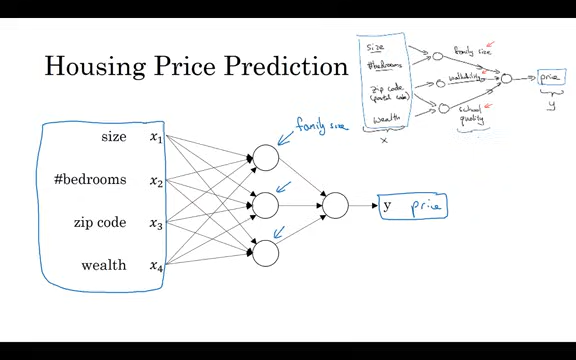 Housing Price Prediction
size
#bedrooms
zip code
(postal code)
wealth
x
family size
walkability
school
quality
price
y
size x₁
#bedrooms x₂
zip code x₃
wealth x₄
family size
y price